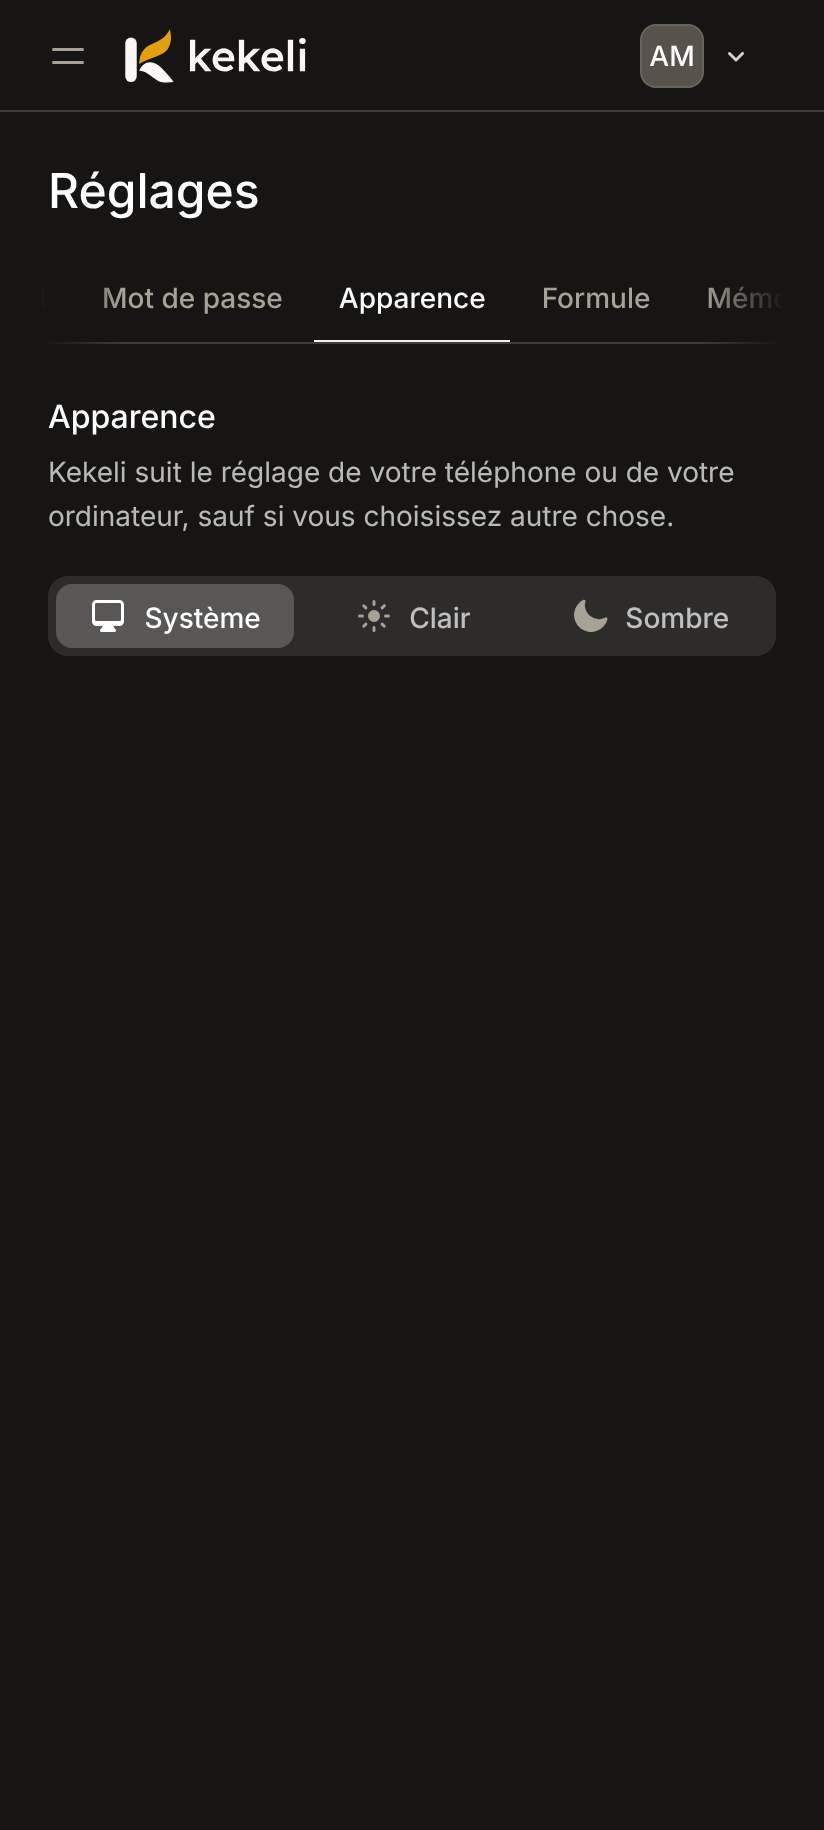 kekeli
AM
Réglages
Mot de passe Apparence Formule
Apparence
Kekeli suit le réglage de votre téléphone ou de votre
ordinateur, sauf si vous choisissez autre chose.
Système Clair Sombre